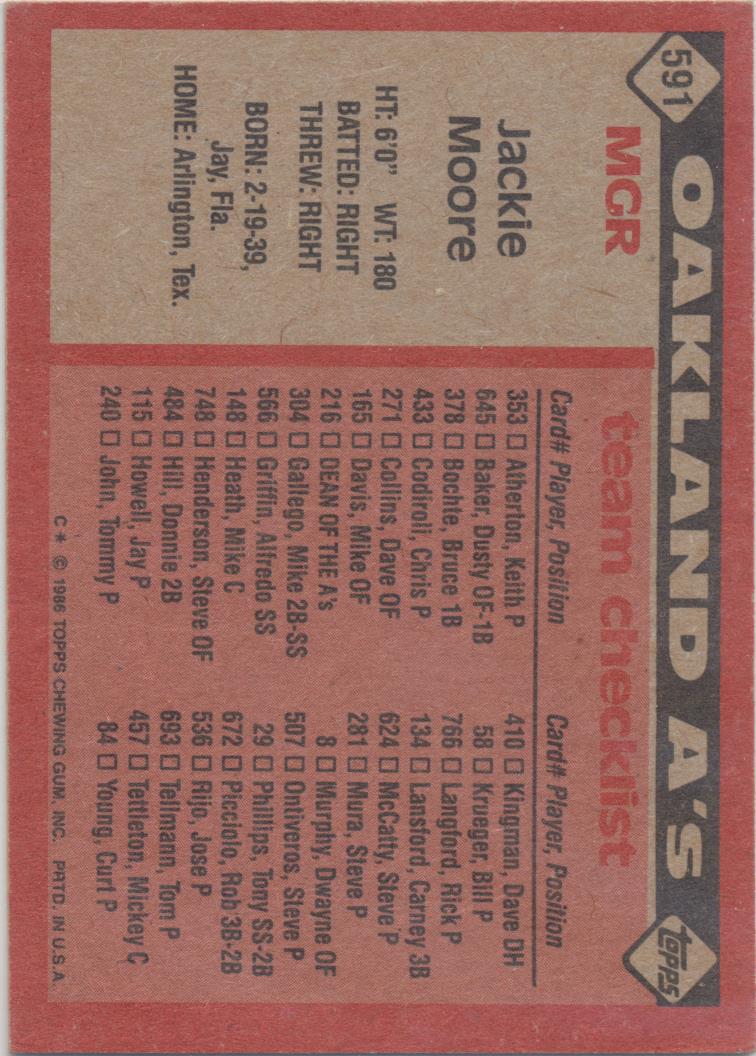 591
OAKLAND A'S
topps
MGR
Jackie
Moore
HT: 6'0" WT: 180
BATTED: RIGHT
THREW: RIGHT
BORN: 2-19-39,
Jay, Fla.
HOME: Arlington, Tex.
team checklist
Card# Player, Position
353 □ Atherton, Keith P
645 □ Baker, Dusty OF-1B
378 □ Bochte, Bruce 1B
433 □ Codiroli, Chris P
271 □ Collins, Dave OF
165 □ Davis, Mike OF
216 □ DEAN OF THE A's
304 □ Gallego, Mike 2B-SS
566 □ Griffin, Alfredo SS
148 □ Heath, Mike C
748 □ Henderson, Steve OF
484 □ Hill, Donnie 2B
115 □ Howell, Jay P
240 □ John, Tommy P
Card# Player, Position
410 □ Kingman, Dave DH
58 □ Krueger, Bill P
766 □ Langford, Rick P
134 □ Lansford, Carney 3B
624 □ McCatty, Steve P
281 □ Mura, Steve P
8 □ Murphy, Dwayne OF
507 □ Ontiveros, Steve P
29 □ Phillips, Tony SS-2B
672 □ Picciolo, Rob 3B-2B
536 □ Rijo, Jose P
693 □ Tellmann, Tom P
457 □ Tettleton, Mickey C
84 □ Young, Curt P
C* © 1986 TOPPS CHEWING GUM, INC. PRTD. IN U.S.A.